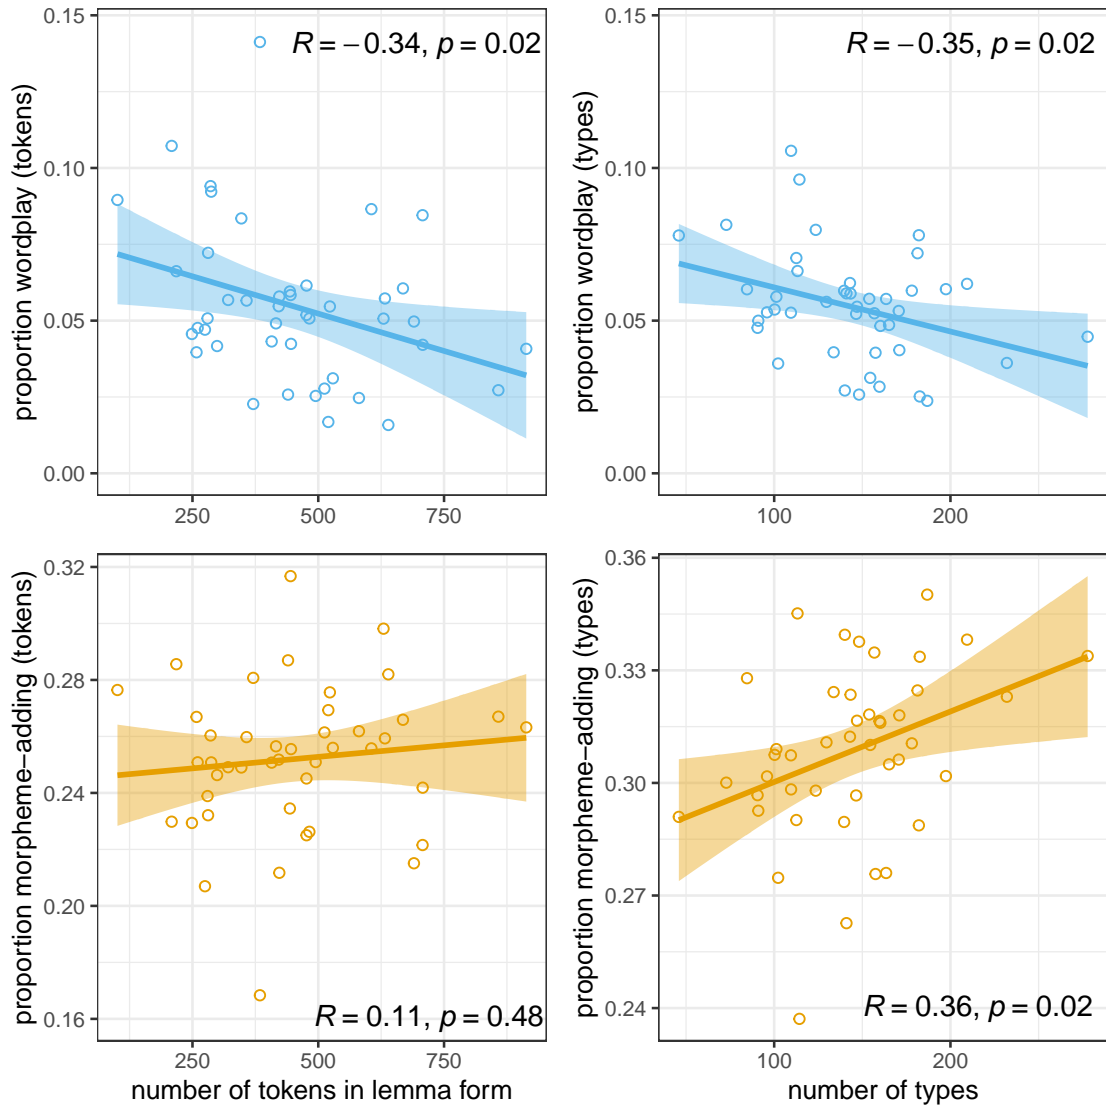 0.15
0.10
0.05
0.00
proportion wordplay (tokens)
R = −0.34, p = 0.02
250 500 750
0.15
0.10
0.05
0.00
proportion wordplay (types)
R = −0.35, p = 0.02
100 200
0.32
0.28
0.24
0.20
0.16
proportion morpheme−adding (tokens)
R = 0.11, p = 0.48
250 500 750
number of tokens in lemma form
0.36
0.33
0.30
0.27
0.24
proportion morpheme−adding (types)
R = 0.36, p = 0.02
100 200
number of types